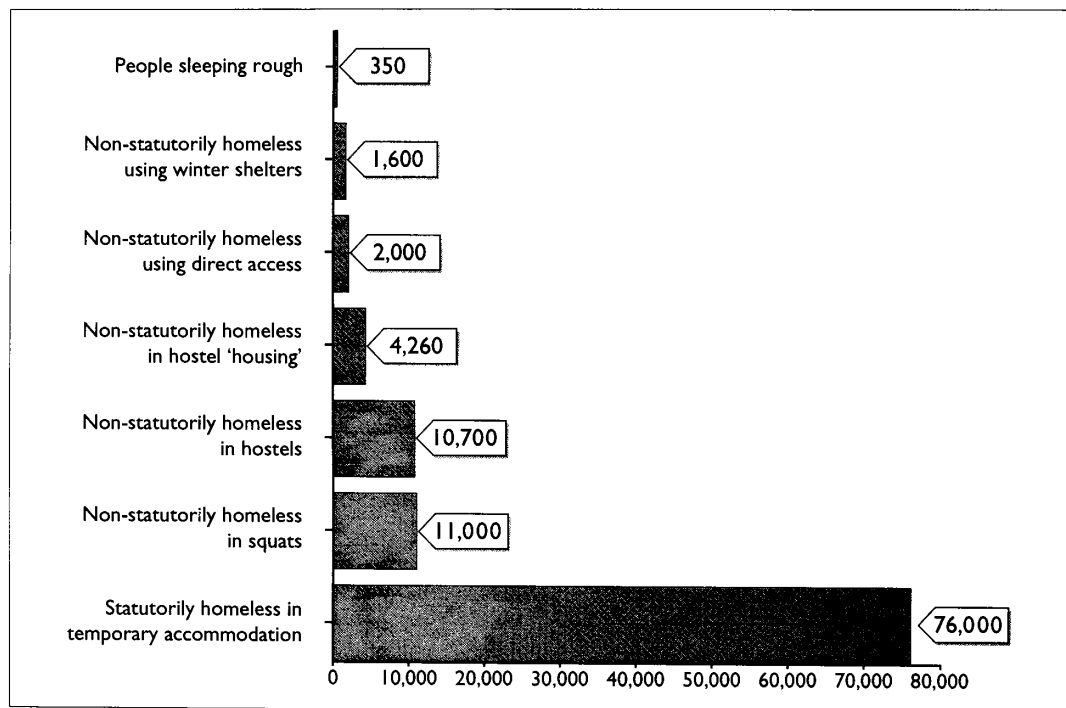 People sleeping rough
350
Non-statutorily homeless
using winter shelters
1,600
Non-statutorily homeless
using direct access
2,000
Non-statutorily homeless
in hostel ‘housing’
4,260
Non-statutorily homeless
in hostels
10,700
Non-statutorily homeless
in squats
11,000
Statutorily homeless in
temporary accommodation
76,000
0 10,000 20,000 30,000 40,000 50,000 60,000 70,000 80,000